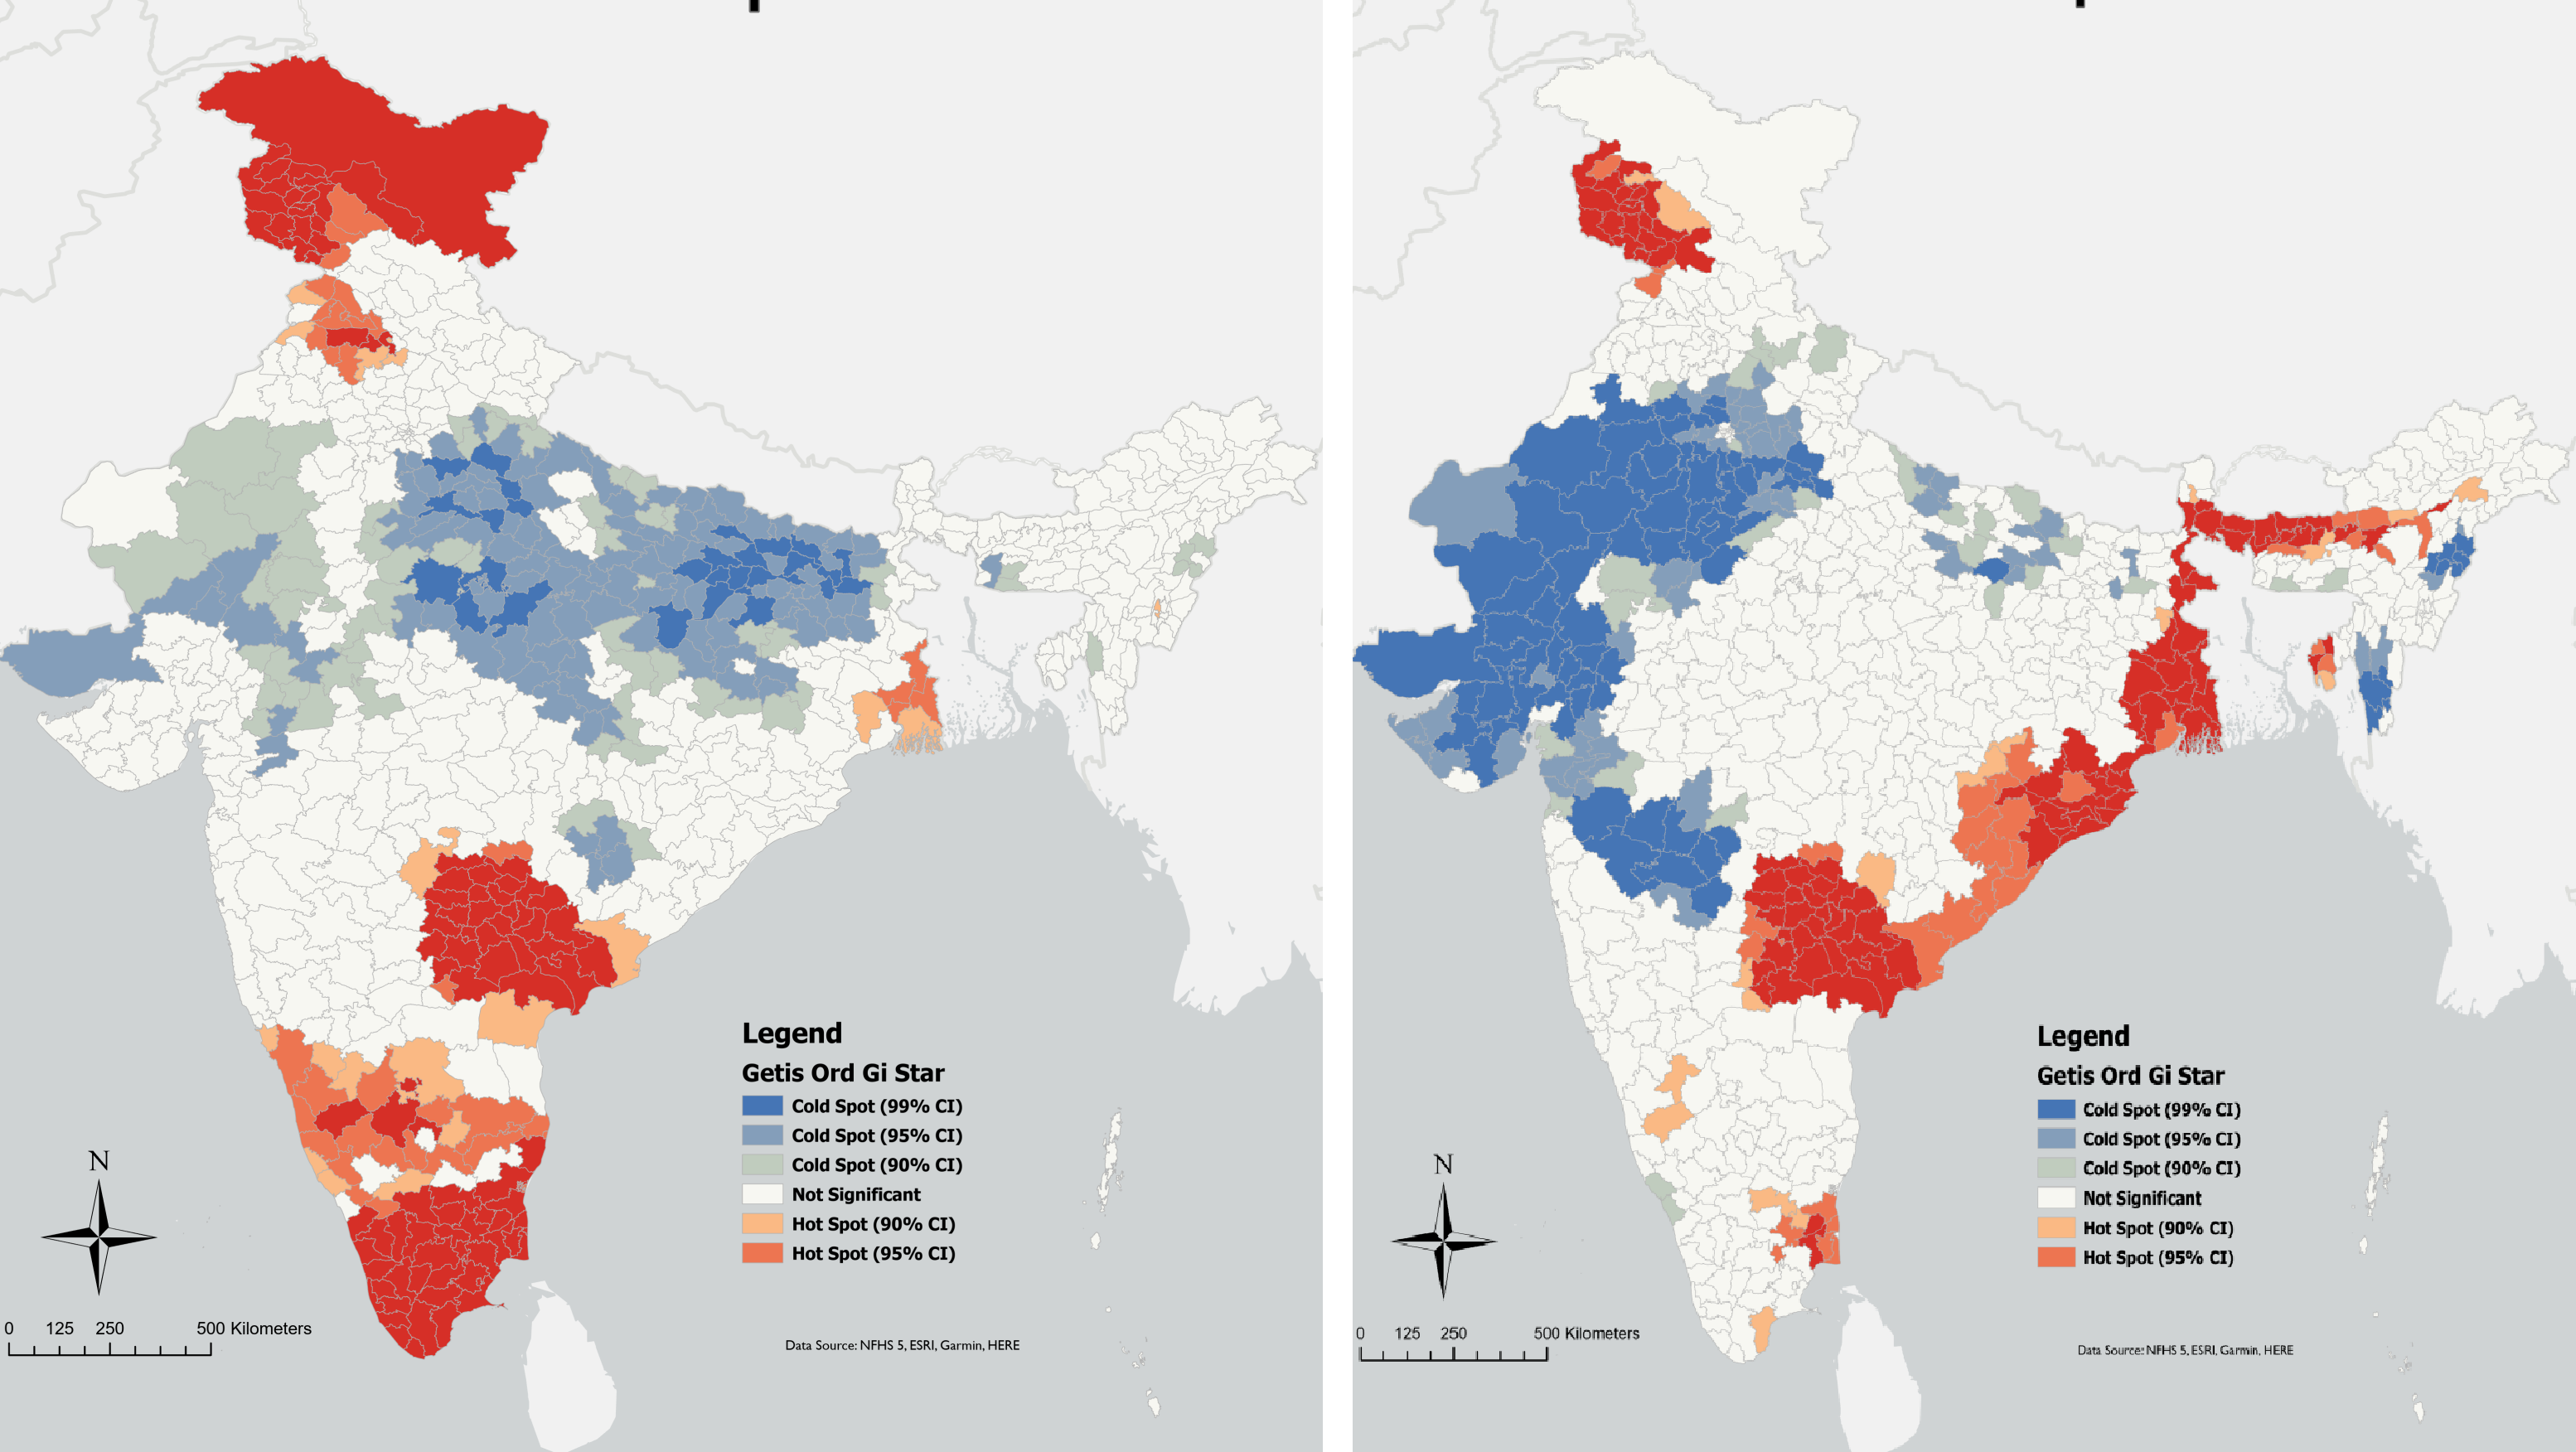 Legend
Getis Ord Gi Star
Cold Spot (99% CI)
Cold Spot (95% CI)
Cold Spot (90% CI)
Not Significant
Hot Spot (90% CI)
Hot Spot (95% CI)
N
0 125 250 500 Kilometers
Data Source: NFHS 5, ESRI, Garmin, HERE
Legend
Getis Ord Gi Star
Cold Spot (99% CI)
Cold Spot (95% CI)
Cold Spot (90% CI)
Not Significant
Hot Spot (90% CI)
Hot Spot (95% CI)
N
0 125 250 500 Kilometers
Data Source: NFHS 5, ESRI, Garmin, HERE